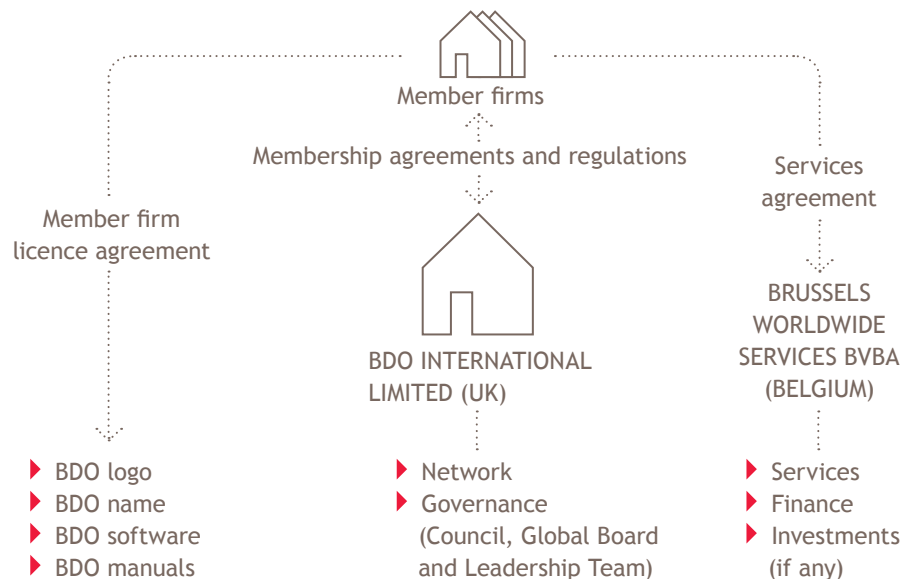 Member firms
Membership agreements and regulations
Member firm
licence agreement
Services
agreement
BDO INTERNATIONAL
LIMITED (UK)
BRUSSELS
WORLDWIDE
SERVICES BVBA
(BELGIUM)
BDO logo
BDO name
BDO software
BDO manuals
Network
Governance
(Council, Global Board
and Leadership Team)
Services
Finance
Investments
(if any)